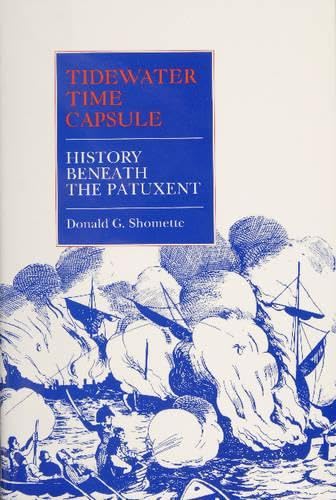 TIDEWATER
TIME
CAPSULE
HISTORY
BENEATH
THE PATUXENT
Donald G. Shomette